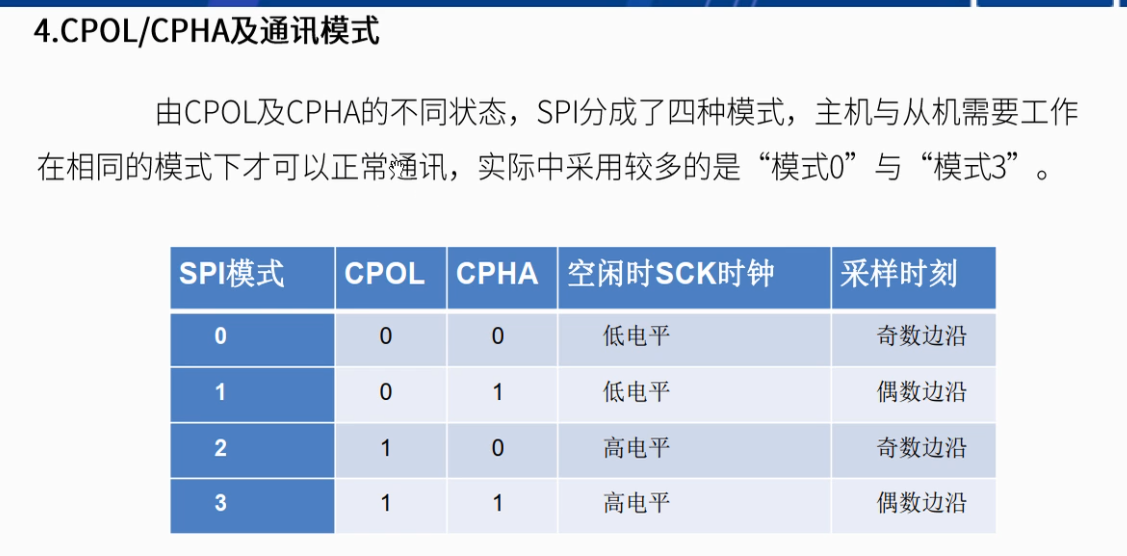 4.CPOL/CPHA及通讯模式
由CPOL及CPHA的不同状态，SPI分成了四种模式，主机与从机需要工作
在相同的模式下才可以正常通讯，实际中采用较多的是“模式0”与“模式3”。
SPI模式 CPOL CPHA 空闲时SCK时钟 采样时刻
0 0 0 低电平 奇数边沿
1 0 1 低电平 偶数边沿
2 1 0 高电平 奇数边沿
3 1 1 高电平 偶数边沿